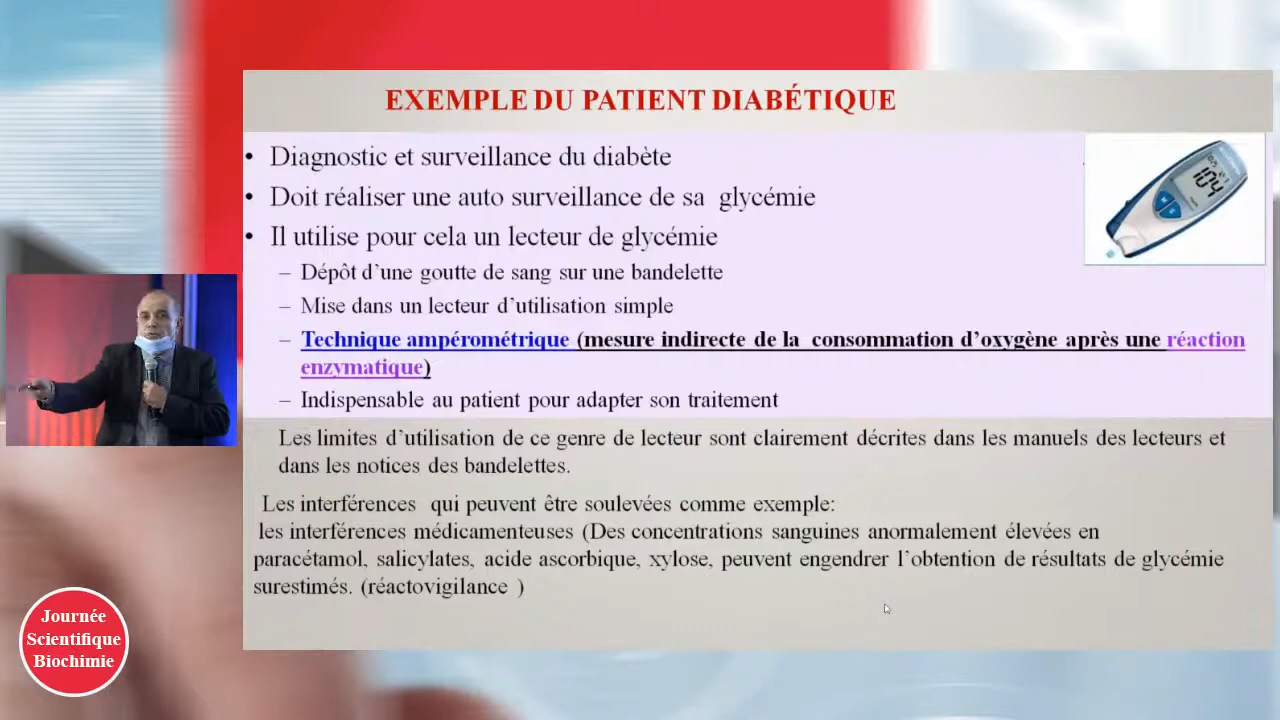 EXEMPLE DU PATIENT DIABÉTIQUE
• Diagnostic et surveillance du diabète
• Doit réaliser une auto surveillance de sa glycémie
• Il utilise pour cela un lecteur de glycémie
– Dépôt d’une goutte de sang sur une bandelette
– Mise dans un lecteur d’utilisation simple
– Technique ampérométrique (mesure indirecte de la consommation d’oxygène après une réaction
enzymatique)
– Indispensable au patient pour adapter son traitement
Les limites d’utilisation de ce genre de lecteur sont clairement décrites dans les manuels des lecteurs et
dans les notices des bandelettes.
Les interférences qui peuvent être soulevées comme exemple:
les interférences médicamenteuses (Des concentrations sanguines anormalement élevées en
paracétamol, salicylates, acide ascorbique, xylose, peuvent engendrer l’obtention de résultats de glycémie
surestimés. (réactovigilance )
104
Journée
Scientifique
Biochimie